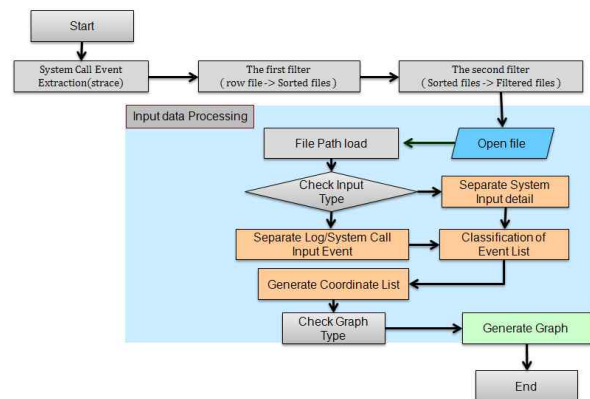 Start
System Call Event
Extraction(strace)
The first filter
( row file -> Sorted files )
The second filter
( Sorted files -> Filtered files)
Input data Processing
File Path load
Open file
Check Input
Type
Separate System
Input detail
Separate Log/System Call
Input Event
Classification of
Event List
Generate Coordinate List
Check Graph
Type
Generate Graph
End